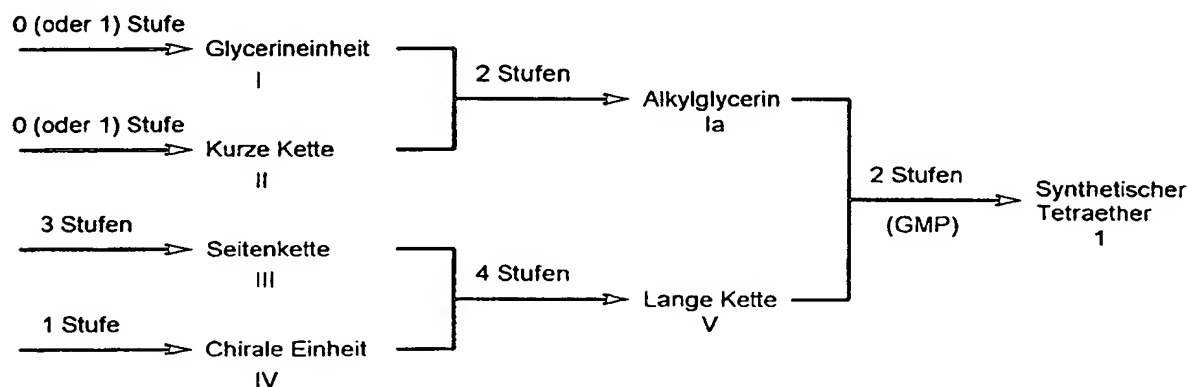 0 (oder 1) Stufe
Glycerineinheit
I
0 (oder 1) Stufe
Kurze Kette
II
2 Stufen
Alkylglycerin
Ia
3 Stufen
Seitenkette
III
1 Stufe
Chirale Einheit
IV
4 Stufen
Lange Kette
V
2 Stufen
(GMP)
Synthetischer
Tetraether
1